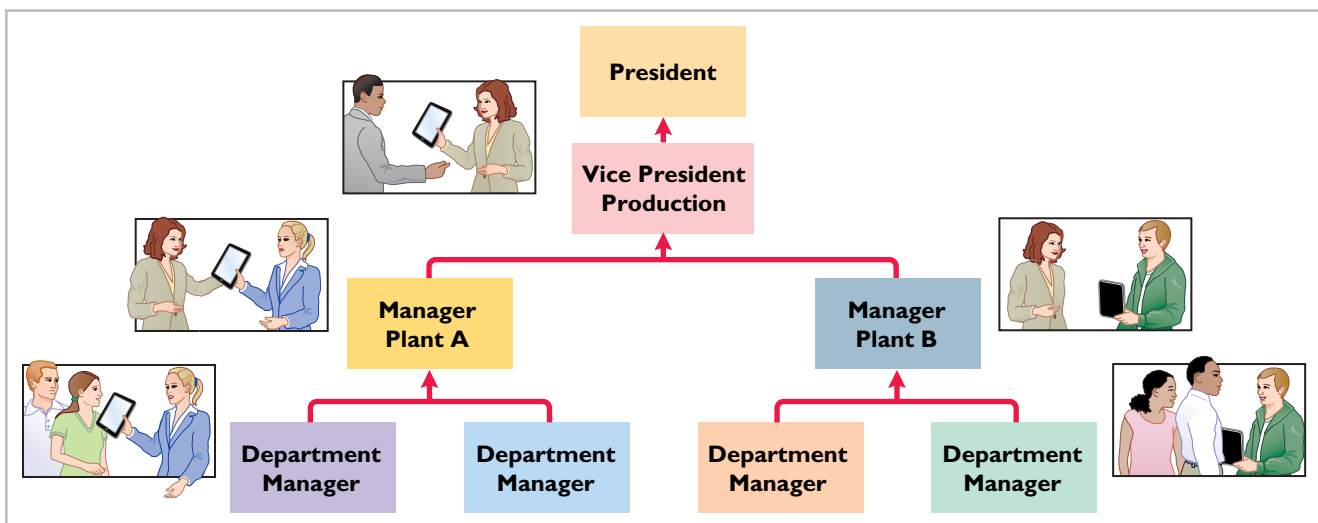 President
Vice President
Production
Manager
Plant A
Manager
Plant B
Department
Manager
Department
Manager
Department
Manager
Department
Manager